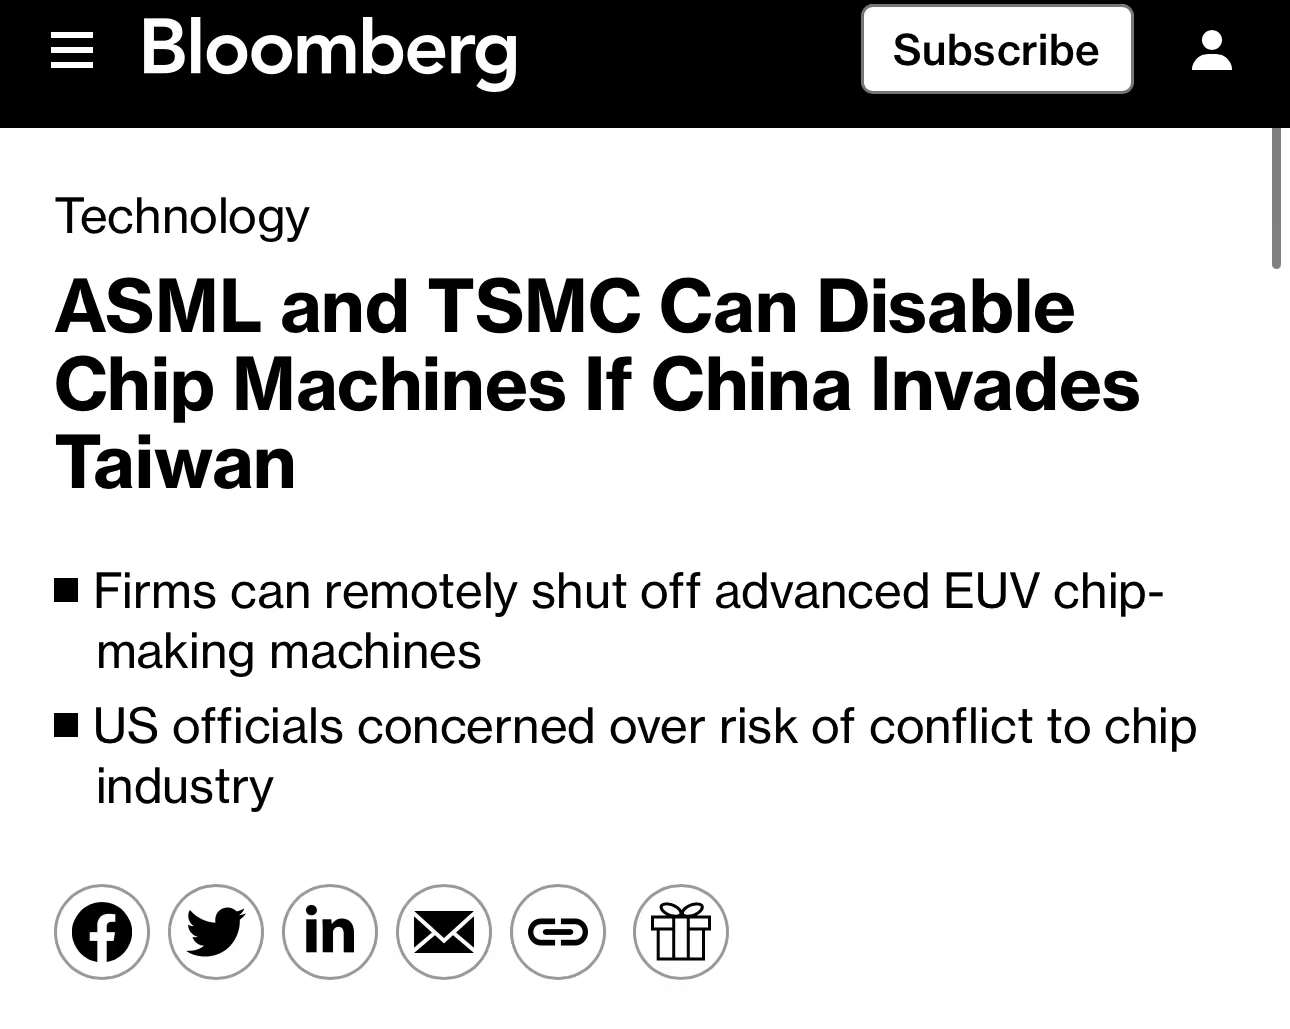 Bloomberg
Subscribe
Technology
ASML and TSMC Can Disable
Chip Machines If China Invades
Taiwan
Firms can remotely shut off advanced EUV chip-
making machines
US officials concerned over risk of conflict to chip
industry
in